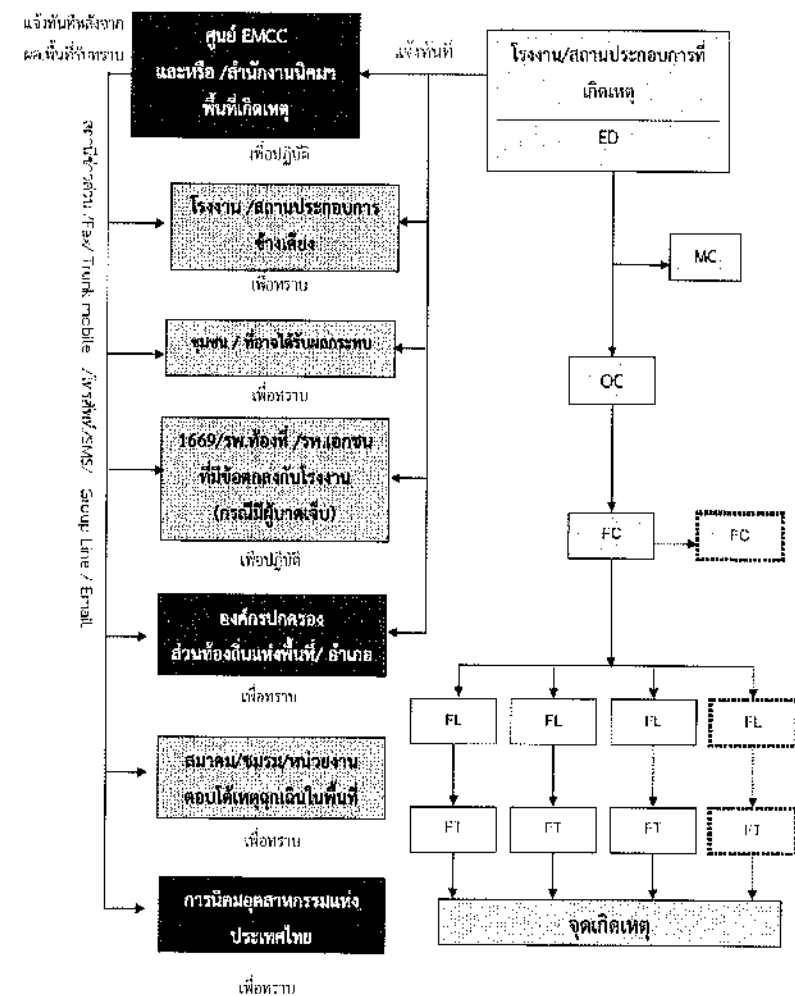 แจ้งทันทีหลังจาก
ศูนย์ EMCC
และหรือ /สำนักงานนิคมฯ
พื้นที่เกิดเหตุ
เพื่อปฏิบัติ
แจ้งทันที
โรงงาน/สถานประกอบการที่
เกิดเหตุ
ED
โรงงาน /สถานประกอบการ
ข้างเคียง
เพื่อทราบ
ชุมชน / ที่อาจได้รับผลกระทบ
เพื่อทราบ
1669/รพ.ท้องที่ /รพ.เอกชน
ที่มีข้อตกลงกับโรงงาน
(กรณีมีผู้บาดเจ็บ)
เพื่อปฏิบัติ
องค์กรปกครอง
ส่วนท้องถิ่นแห่งพื้นที่/ อำเภอ
เพื่อทราบ
สมาคม/ชมรม/หน่วยงาน
ตอบโต้เหตุฉุกเฉินในพื้นที่
เพื่อทราบ
การนิคมอุตสาหกรรมแห่ง
ประเทศไทย
เพื่อทราบ
/Fax/ Trunk mobile /โทรศัพท์/SMS/ Group Line / Email
MC
OC
FC
FC
FL
FL
FL
FL
FT
FT
FT
FT
จุดเกิดเหตุ